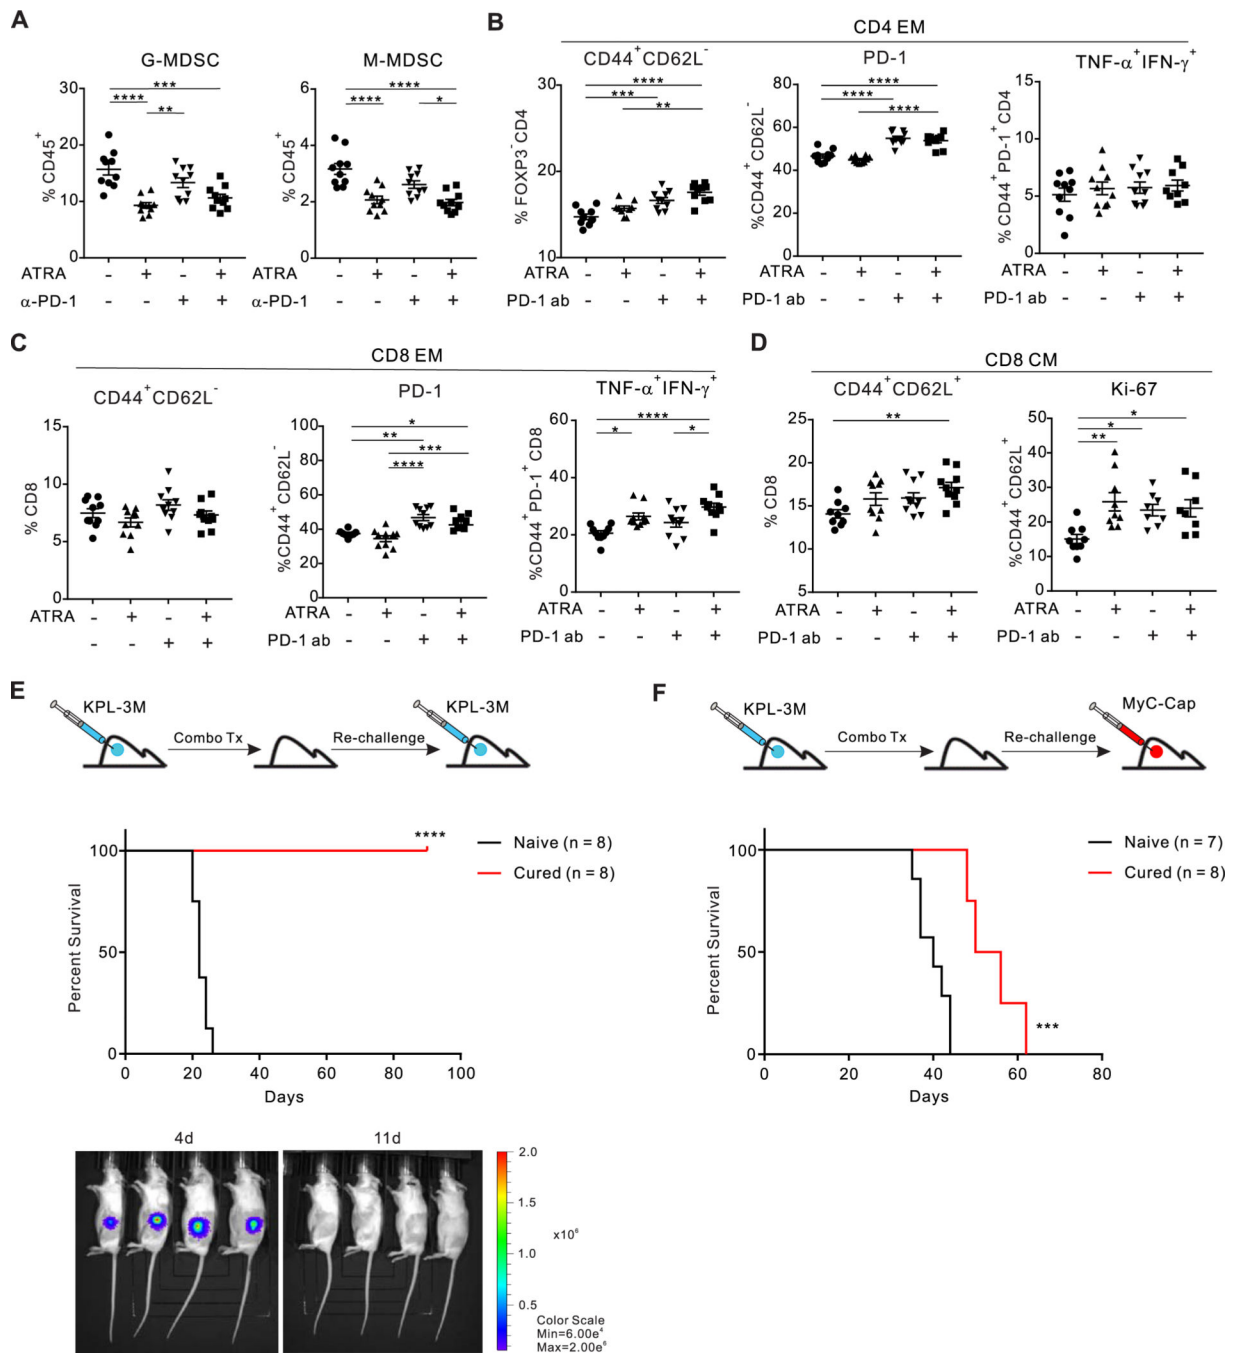 A
G-MDSC
M-MDSC
***
****
**
****
****
*
% CD45+
30
20
10
0
% CD45+
6
4
2
0
ATRA - + - +
α-PD-1 - - + +
ATRA - + - +
α-PD-1 - - + +
B
CD4 EM
CD44+CD62L-
PD-1
TNF-α+IFN-γ+
****
***
**
****
****
****
% FOXP3- CD4
30
20
10
%CD44+ CD62L-
80
60
40
20
0
% CD44+ PD-1+ CD4
15
10
5
0
ATRA - + - +
PD-1 ab - - + +
ATRA - + - +
PD-1 ab - - + +
ATRA - + - +
PD-1 ab - - + +
C
CD8 EM
CD44+CD62L-
PD-1
TNF-α+IFN-γ+
*
**
***
****
****
*
*
% CD8
15
10
5
0
%CD44+ CD62L-
100
80
60
40
20
0
%CD44+ PD-1+ CD8
60
40
20
0
ATRA - + - +
- - + +
ATRA - + - +
PD-1 ab - - + +
ATRA - + - +
PD-1 ab - - + +
D
CD8 CM
CD44+CD62L+
Ki-67
**
*
*
**
% CD8
25
20
15
10
5
%CD44+ CD62L+
50
40
30
20
10
0
ATRA - + - +
PD-1 ab - - + +
ATRA - + - +
PD-1 ab - - + +
E
KPL-3M
Combo Tx
Re-challenge
KPL-3M
****
Naive (n = 8)
Cured (n = 8)
Percent Survival
100
50
0
0 20 40 60 80 100
Days
4d
11d
2.0
1.5
x10^6
1.0
0.5
Color Scale
Min=6.00e^4
Max=2.00e^6
F
KPL-3M
Combo Tx
Re-challenge
MyC-Cap
Naive (n = 7)
Cured (n = 8)
***
Percent Survival
100
50
0
0 20 40 60 80
Days